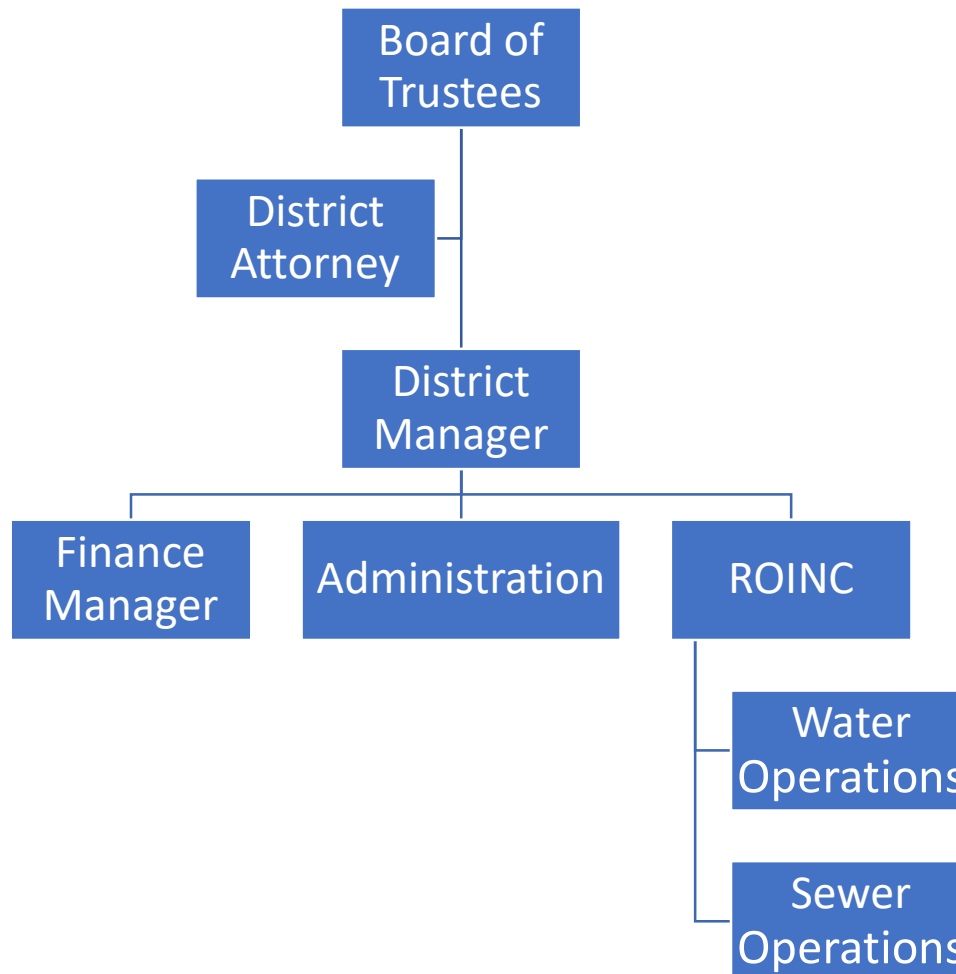 Board of
Trustees
District
Attorney
District
Manager
Finance
Manager
Administration
ROINC
Water
Operations
Sewer
Operations